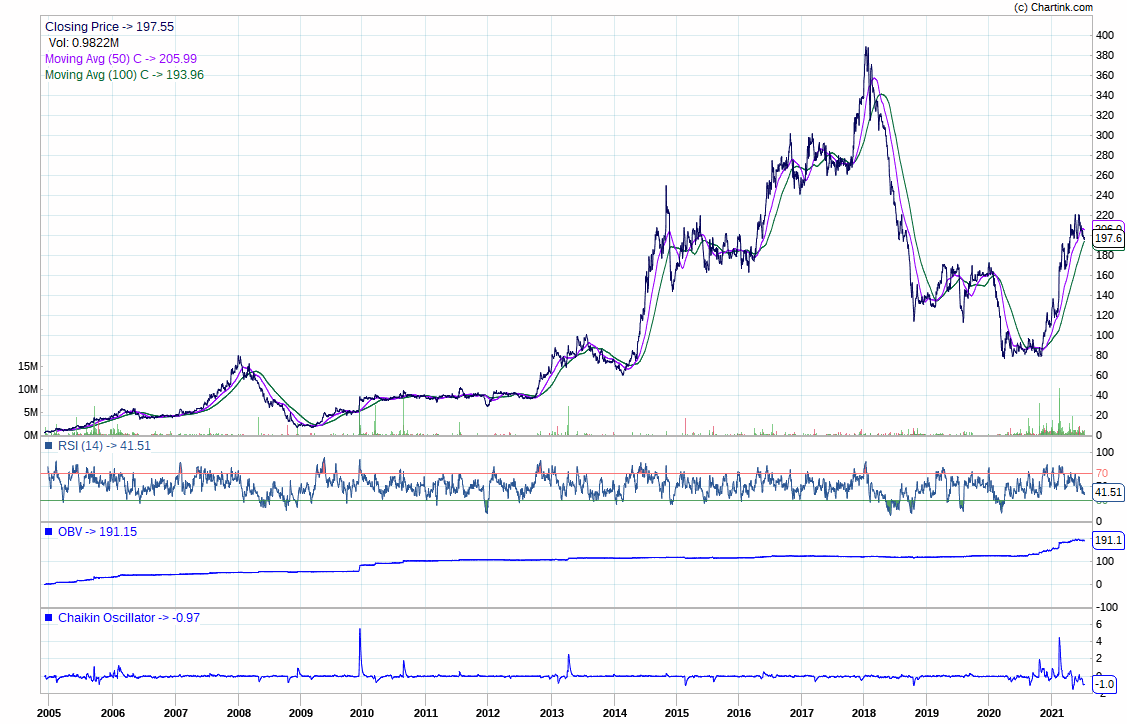 (c) Chartink.com
Closing Price -> 197.55
Vol: 0.9822M
Moving Avg (50) C -> 205.99
Moving Avg (100) C -> 193.96
400
380
360
340
320
300
280
260
240
220
197.6
180
160
140
120
100
80
60
40
20
0
15M
10M
5M
0M
RSI (14) -> 41.51
100
70
41.51
0
OBV -> 191.15
191.1
100
0
-100
Chaikin Oscillator -> -0.97
6
4
2
-1.0
2005 2006 2007 2008 2009 2010 2011 2012 2013 2014 2015 2016 2017 2018 2019 2020 2021